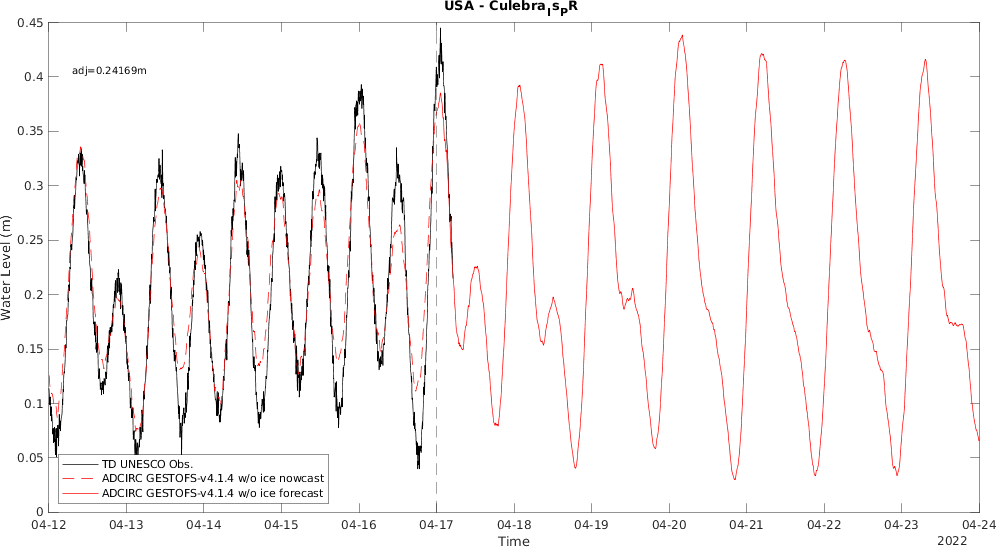 USA - CulebraIsPR
adj=0.24169m
0.45
0.4
0.35
0.3
0.25
0.2
0.15
0.1
0.05
0
Water Level (m)
TD UNESCO Obs.
ADCIRC GESTOFS-v4.1.4 w/o ice nowcast
ADCIRC GESTOFS-v4.1.4 w/o ice forecast
04-12 04-13 04-14 04-15 04-16 04-17 04-18 04-19 04-20 04-21 04-22 04-23 04-24
Time
2022